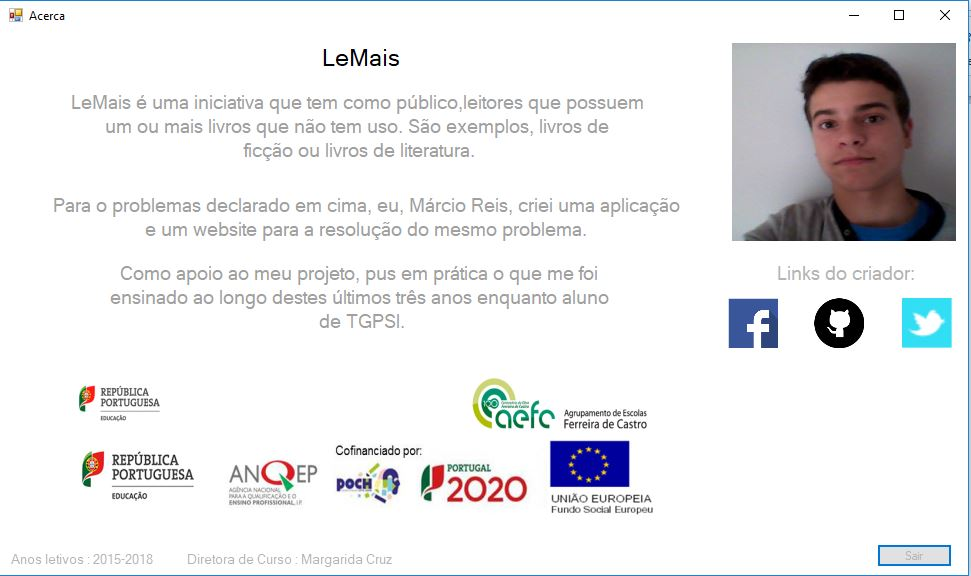 Acerca
LeMais
LeMais é uma iniciativa que tem como público,leitores que possuem
um ou mais livros que não tem uso. São exemplos, livros de
ficção ou livros de literatura.
Para o problemas declarado em cima, eu, Márcio Reis, criei uma aplicação
e um website para a resolução do mesmo problema.
Como apoio ao meu projeto, pus em prática o que me foi
ensinado ao longo destes últimos três anos enquanto aluno
de TGPSI.
Links do criador:
REPÚBLICA
PORTUGUESA
EDUCAÇÃO
aefc
Agrupamento de Escolas
Ferreira de Castro
REPÚBLICA
PORTUGUESA
EDUCAÇÃO
ANQEP
AGÊNCIA NACIONAL
PARA A QUALIFICAÇÃO E O
ENSINO PROFISSIONAL, I.P.
Cofinanciado por:
POCH
PORTUGAL
2020
UNIÃO EUROPEIA
Fundo Social Europeu
Anos letivos : 2015-2018
Diretora de Curso : Margarida Cruz
Sair